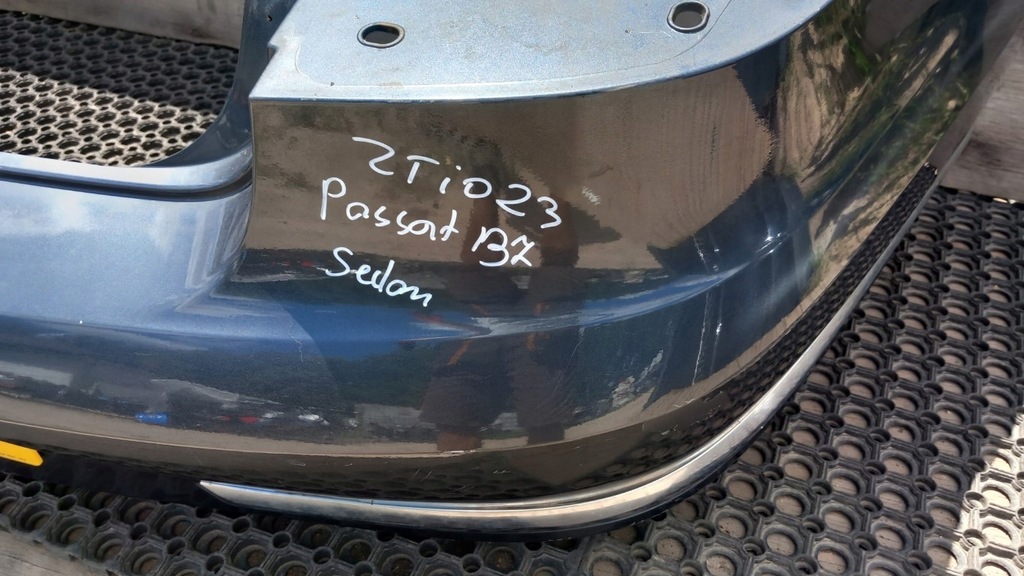 ZTi023
Passat B7
Sedan